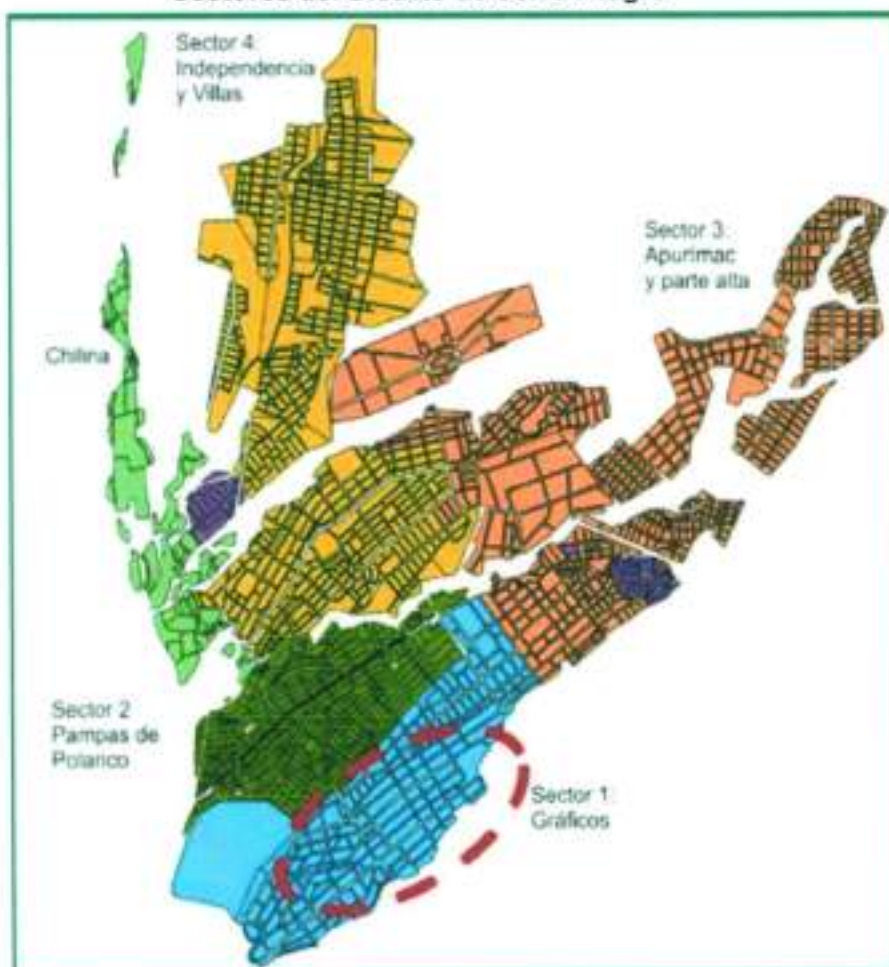 Sector 4:
Independencia
y Villas
Sector 3:
Apurimac
y parte alta
Chilina
Sector 2
Pampas de
Polanco
Sector 1:
Gráficos